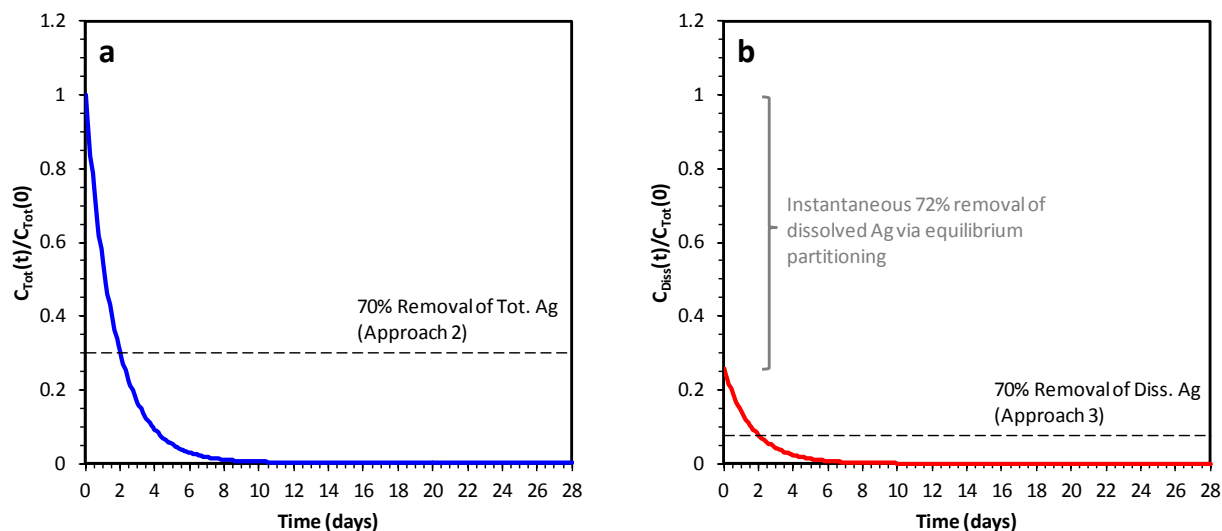 a
1.2
1
0.8
0.6
0.4
0.2
0
C_Tot(t)/C_Tot(0)
70% Removal of Tot. Ag
(Approach 2)
0 2 4 6 8 10 12 14 16 18 20 22 24 26 28
Time (days)
b
1.2
1
0.8
0.6
0.4
0.2
0
C_Diss(t)/C_Tot(0)
Instantaneous 72% removal of
dissolved Ag via equilibrium
partitioning
70% Removal of Diss. Ag
(Approach 3)
0 2 4 6 8 10 12 14 16 18 20 22 24 26 28
Time (days)